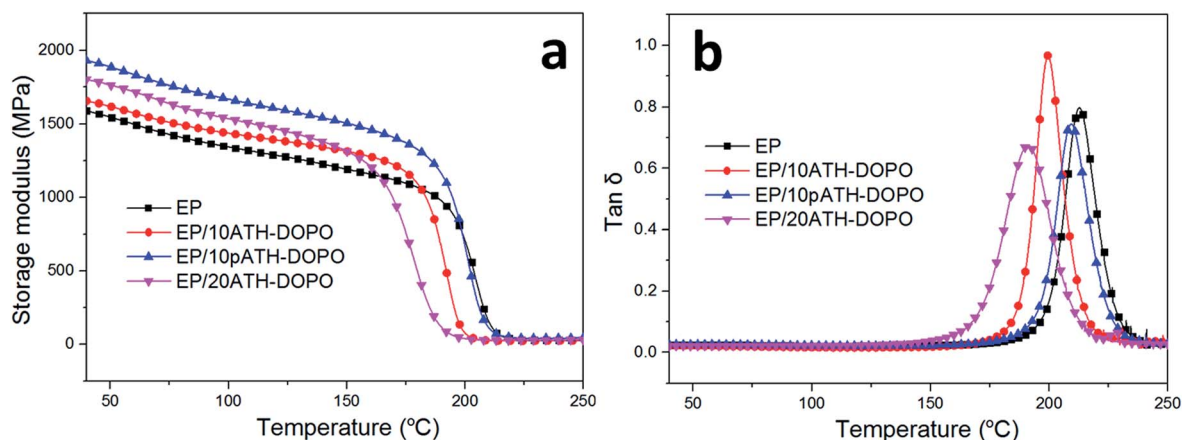 a
Storage modulus (MPa)
2000
1500
1000
500
0
EP
EP/10ATH-DOPO
EP/10pATH-DOPO
EP/20ATH-DOPO
50
100
150
200
250
Temperature (ºC)
b
Tan δ
1.0
0.8
0.6
0.4
0.2
0.0
EP
EP/10ATH-DOPO
EP/10pATH-DOPO
EP/20ATH-DOPO
50
100
150
200
250
Temperature (ºC)